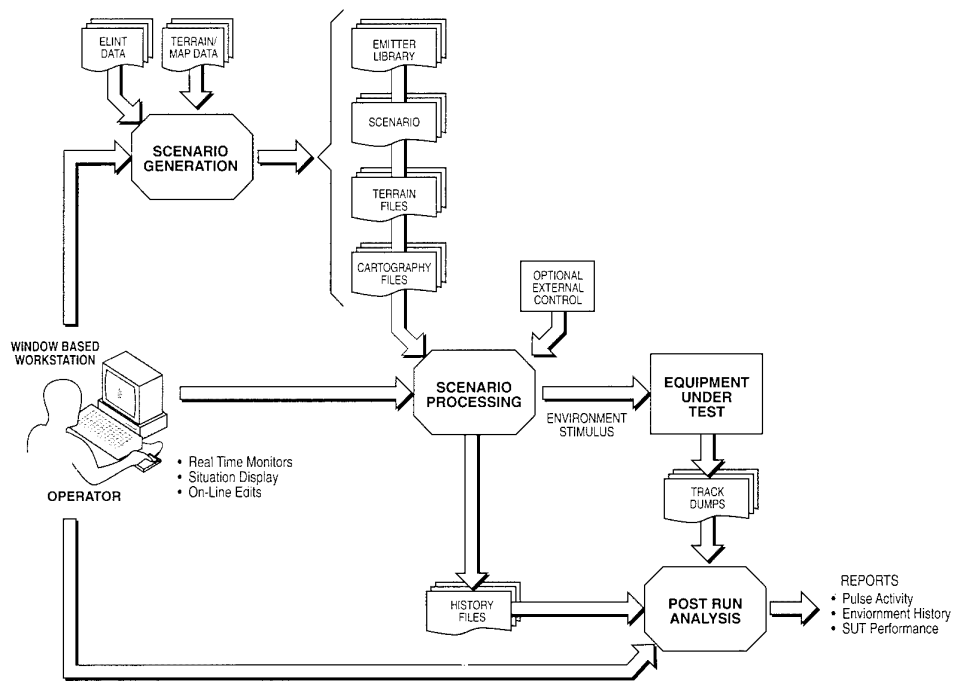 ELINT
DATA
TERRAIN/
MAP DATA
EMITTER
LIBRARY
SCENARIO
GENERATION
SCENARIO
TERRAIN
FILES
CARTOGRAPHY
FILES
OPTIONAL
EXTERNAL
CONTROL
WINDOW BASED
WORKSTATION
SCENARIO
PROCESSING
EQUIPMENT
UNDER
TEST
ENVIRONMENT
STIMULUS
• Real Time Monitors
• Situation Display
• On-Line Edits
OPERATOR
TRACK
DUMPS
HISTORY
FILES
POST RUN
ANALYSIS
REPORTS
• Pulse Activity
• Enviornment History
• SUT Performance